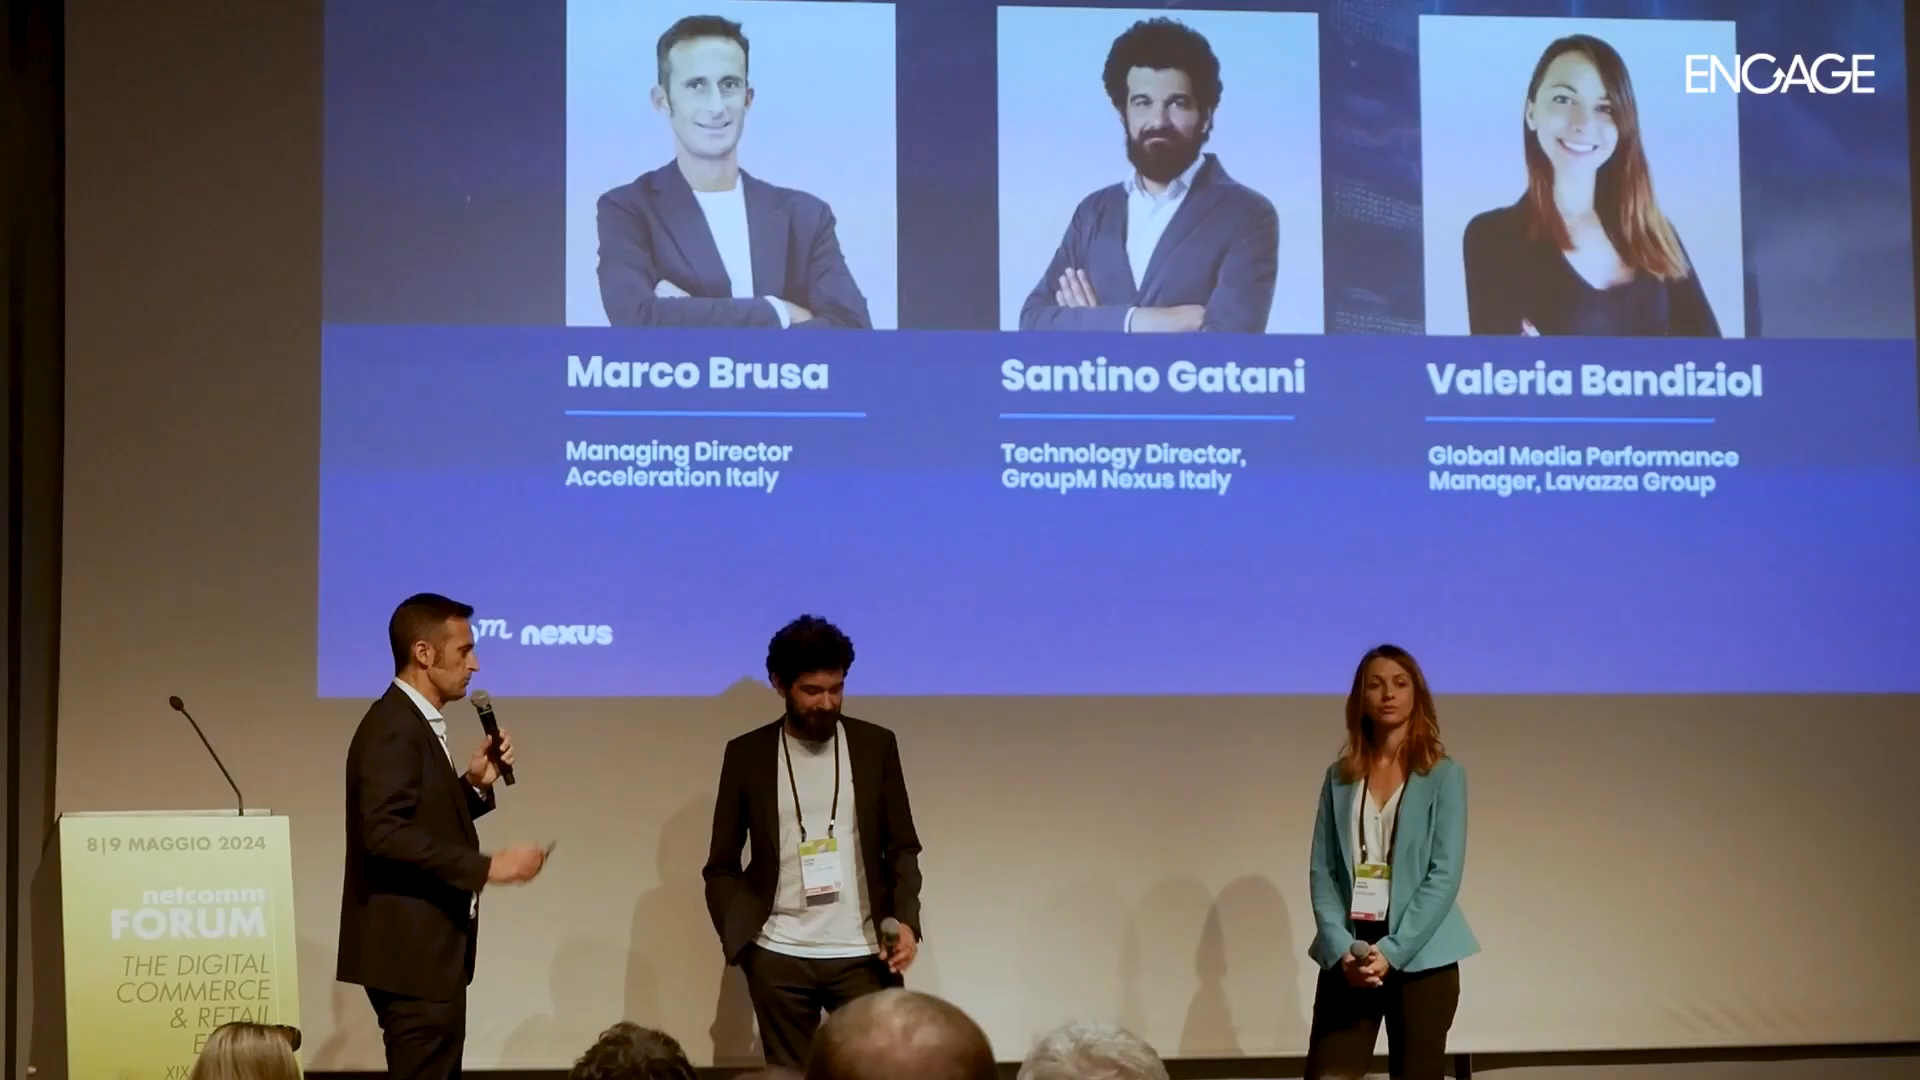 ENGAGE
Marco Brusa
Managing Director
Acceleration Italy
Santino Gatani
Technology Director,
GroupM Nexus Italy
Valeria Bandiziol
Global Media Performance
Manager, Lavazza Group
m nexus
8|9 MAGGIO 2024
netcomm
FORUM
THE DIGITAL
COMMERCE
& RETAIL
E
XIX